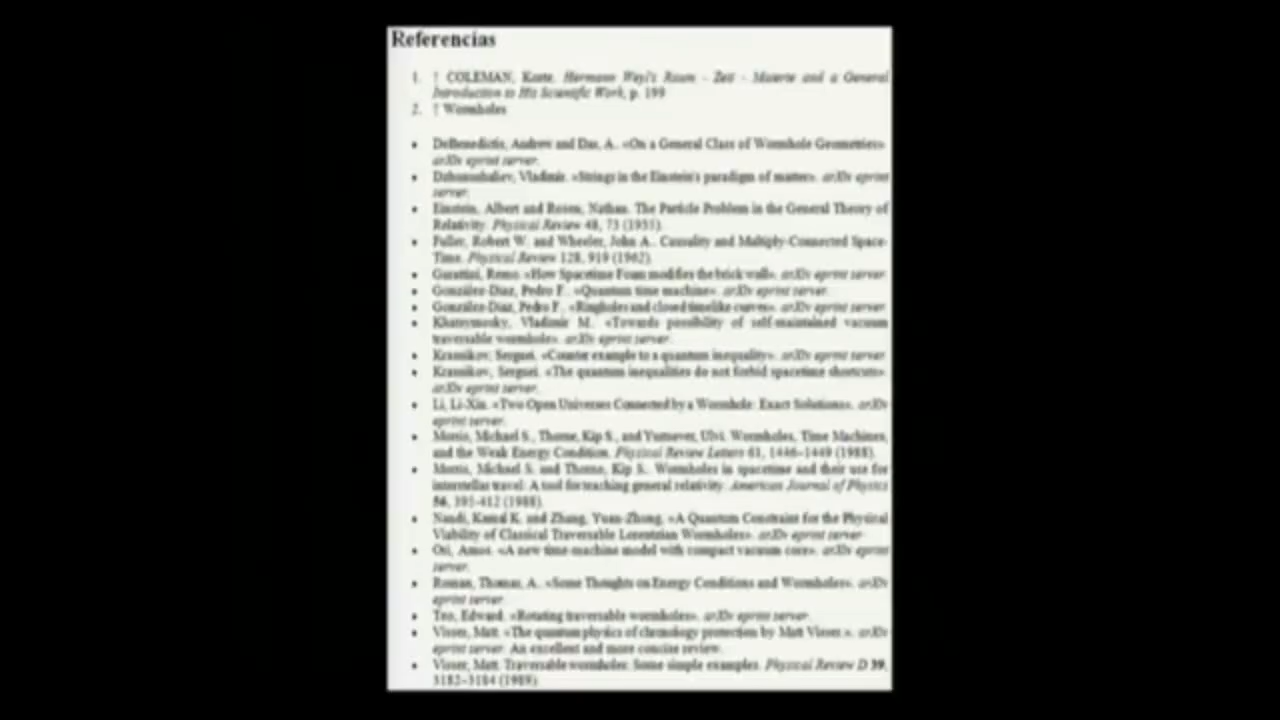 Referencias
1. ↑ COLEMAN, Korte. Hermann Weyl's Raum - Zeit - Materie and a General
Introduction to His Scientific Work, p. 199
2. ↑ Wormholes
• DeBenedictis, Andrew and Das, A.. «On a General Class of Wormhole Geometries».
arXiv eprint server.
• Dzhunushaliev, Vladimir. «Strings in the Einstein's paradigm of matter». arXiv eprint
server.
• Einstein, Albert and Rosen, Nathan. The Particle Problem in the General Theory of
Relativity. Physical Review 48, 73 (1935).
• Fuller, Robert W. and Wheeler, John A.. Causality and Multiply-Connected Space-
Time. Physical Review 128, 919 (1962).
• Garattini, Remo. «How Spacetime Foam modifies the brick wall». arXiv eprint server.
• González-Díaz, Pedro F.. «Quantum time machine». arXiv eprint server.
• González-Díaz, Pedro F.. «Ringholes and closed timelike curves». arXiv eprint server.
• Khatsymosky, Vladimir M.. «Towards possibility of self-maintained vacuum
traversable wormhole». arXiv eprint server.
• Krasnikov, Serguei. «Counter example to a quantum inequality». arXiv eprint server.
• Krasnikov, Serguei. «The quantum inequalities do not forbid spacetime shortcuts».
arXiv eprint server.
• Li, Li-Xin. «Two Open Universes Connected by a Wormhole: Exact Solutions». arXiv
eprint server.
• Morris, Michael S., Thorne, Kip S., and Yurtsever, Ulvi. Wormholes, Time Machines,
and the Weak Energy Condition. Physical Review Letters 61, 1446–1449 (1988).
• Morris, Michael S. and Thorne, Kip S.. Wormholes in spacetime and their use for
interstellar travel: A tool for teaching general relativity. American Journal of Physics
56, 395-412 (1988).
• Nandi, Kamal K. and Zhang, Yuan-Zhong. «A Quantum Constraint for the Physical
Viability of Classical Traversable Lorentzian Wormholes». arXiv eprint server.
• Ori, Amos. «A new time-machine model with compact vacuum core». arXiv eprint
server.
• Roman, Thomas, A.. «Some Thoughts on Energy Conditions and Wormholes». arXiv
eprint server.
• Teo, Edward. «Rotating traversable wormholes». arXiv eprint server.
• Visser, Matt. «The quantum physics of chronology protection by Matt Visser.». arXiv
eprint server. An excellent and more concise review.
• Visser, Matt. Traversable wormholes: Some simple examples. Physical Review D 39,
3182–3184 (1989).